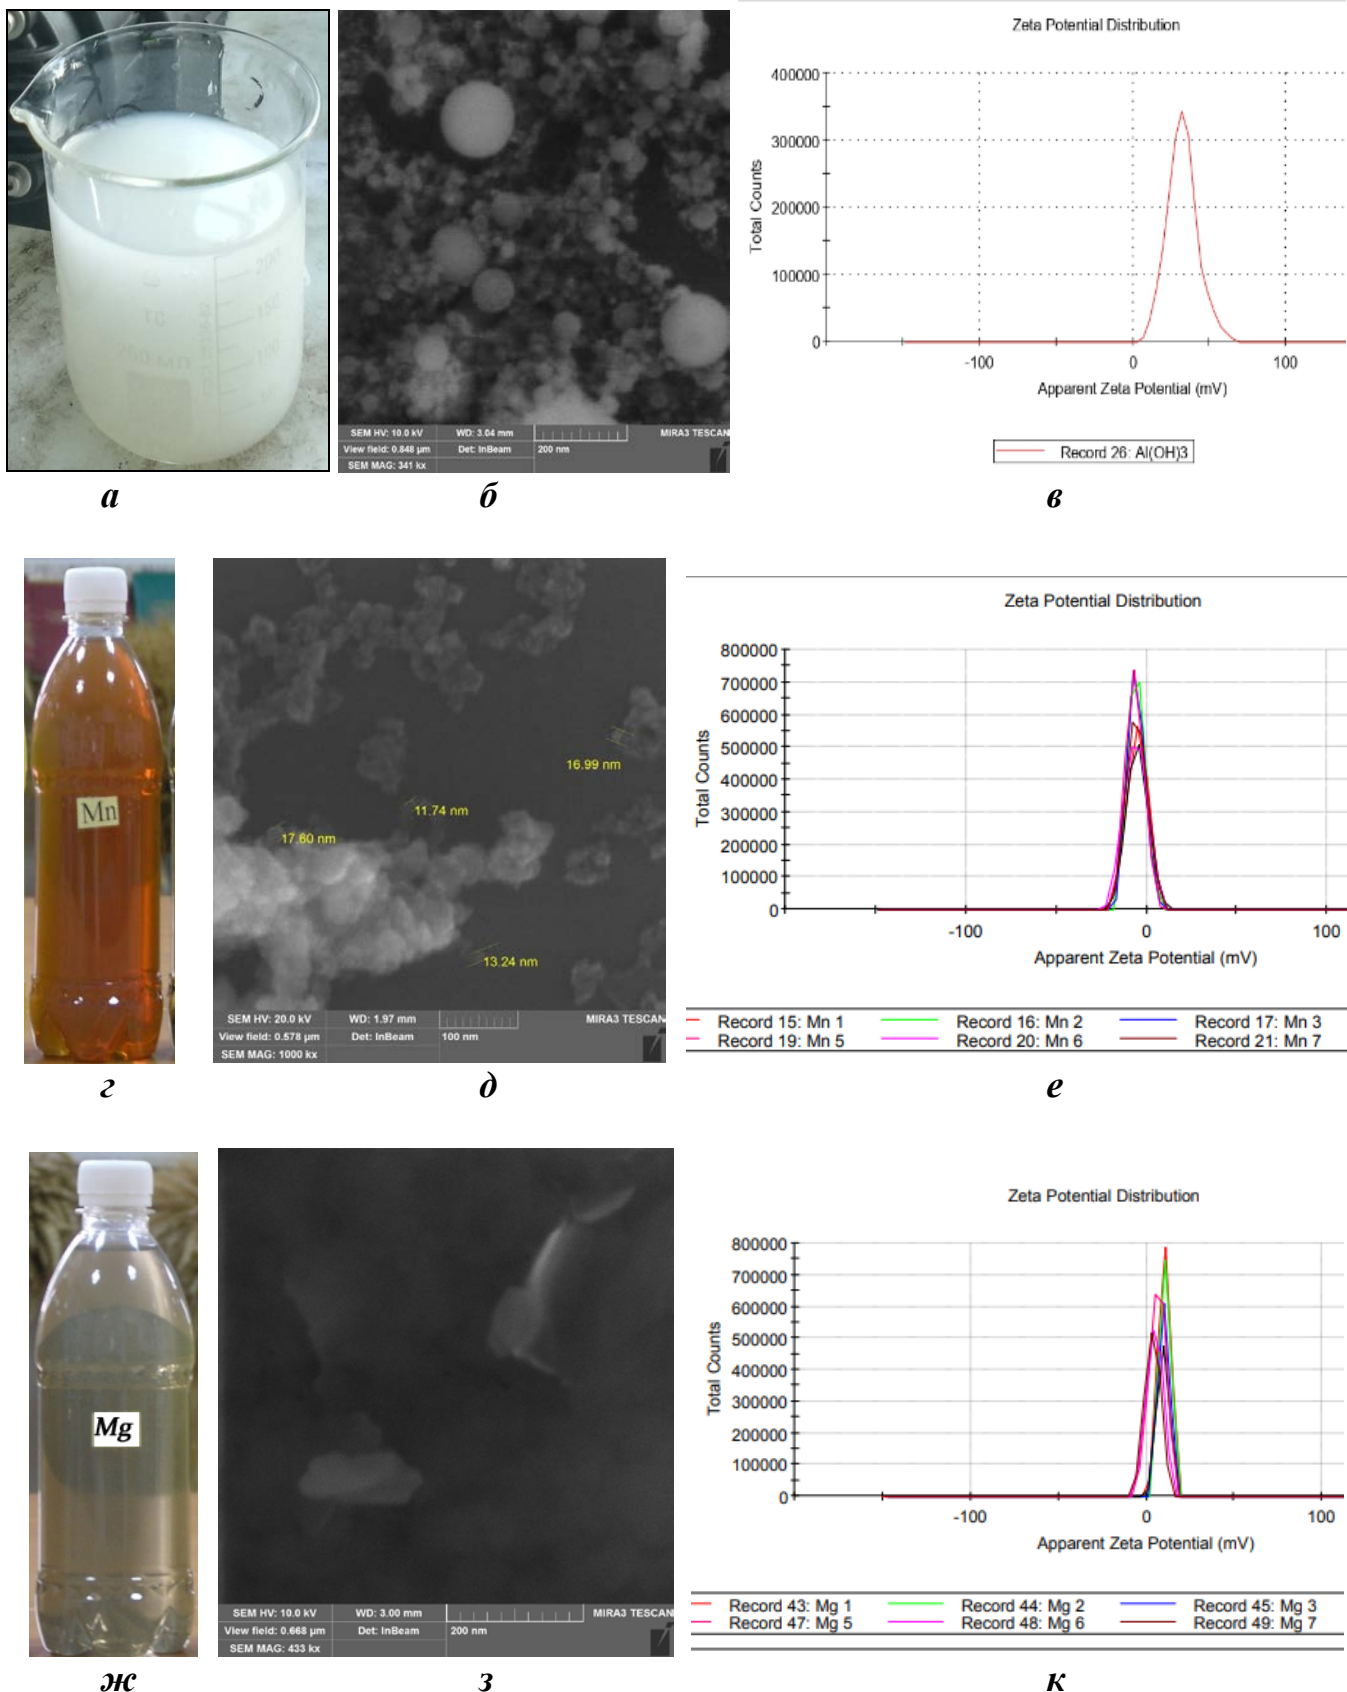 Zeta Potential Distribution
400000
300000
200000
100000
0
Total Counts
-100
0
100
Apparent Zeta Potential (mV)
Record 26: Al(OH)3
200
150
100
SEM HV: 10.0 kV
WD: 3.04 mm
MIRA3 TESCAN
View field: 0.848 µm
Det: InBeam
200 nm
SEM MAG: 341 kx
а
б
в
Mn
16.99 nm
11.74 nm
17.60 nm
13.24 nm
SEM HV: 20.0 kV
WD: 1.97 mm
MIRA3 TESCAN
View field: 0.578 µm
Det: InBeam
100 nm
SEM MAG: 1000 kx
Zeta Potential Distribution
800000
700000
600000
500000
400000
300000
200000
100000
0
Total Counts
-100
0
100
Apparent Zeta Potential (mV)
Record 15: Mn 1
Record 16: Mn 2
Record 17: Mn 3
Record 19: Mn 5
Record 20: Mn 6
Record 21: Mn 7
г
д
е
Mg
SEM HV: 10.0 kV
WD: 3.00 mm
MIRA3 TESCAN
View field: 0.668 µm
Det: InBeam
200 nm
SEM MAG: 433 kx
Zeta Potential Distribution
800000
700000
600000
500000
400000
300000
200000
100000
0
Total Counts
-100
0
100
Apparent Zeta Potential (mV)
Record 43: Mg 1
Record 44: Mg 2
Record 45: Mg 3
Record 47: Mg 5
Record 48: Mg 6
Record 49: Mg 7
ж
з
к